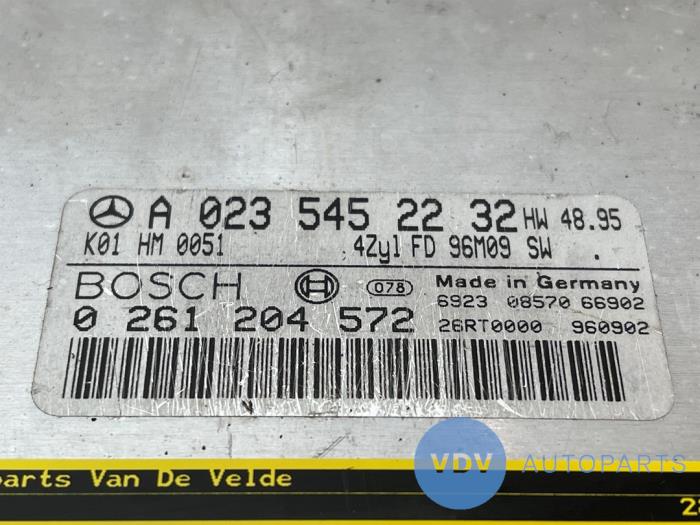 A 023 545 22 32 HW 48.95
K01 HM 0051 4Zyl FD 96M09 SW .
BOSCH 078 Made in Germany
6923 08570 66902
0 261 204 572 26RT0000 960902
VDV AUTOPARTS
parts Van De Velde